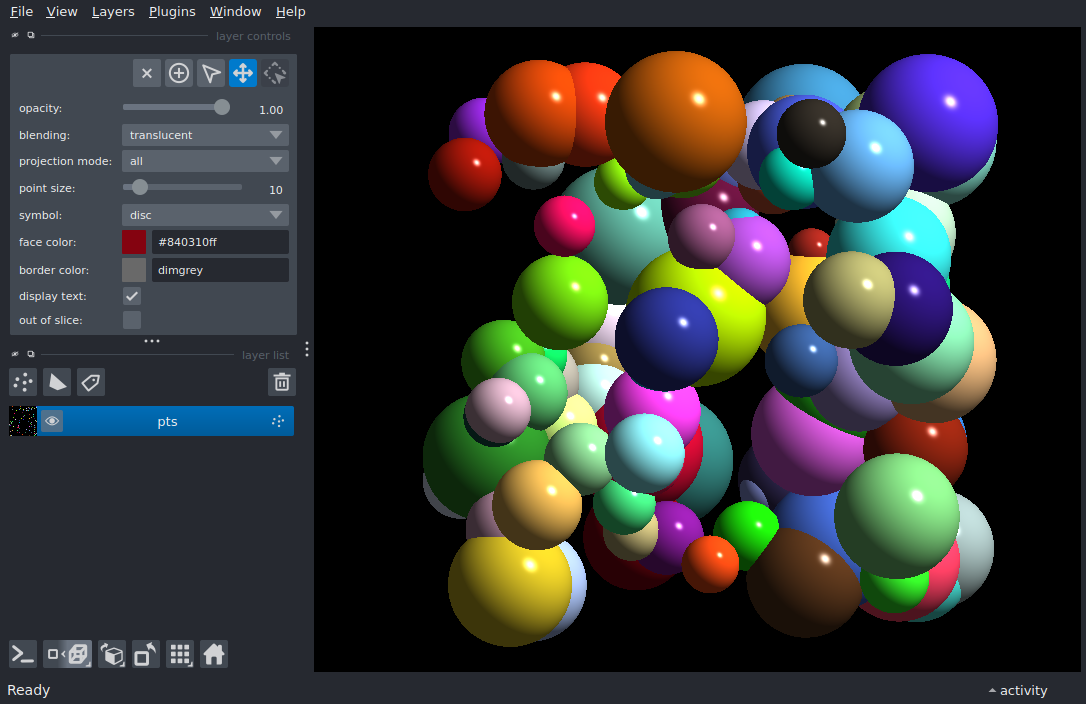 File View Layers Plugins Window Help
layer controls
opacity: 1.00
blending: translucent
projection mode: all
point size: 10
symbol: disc
face color: #840310ff
border color: dimgrey
display text:
out of slice:
layer list
pts
Ready
activity